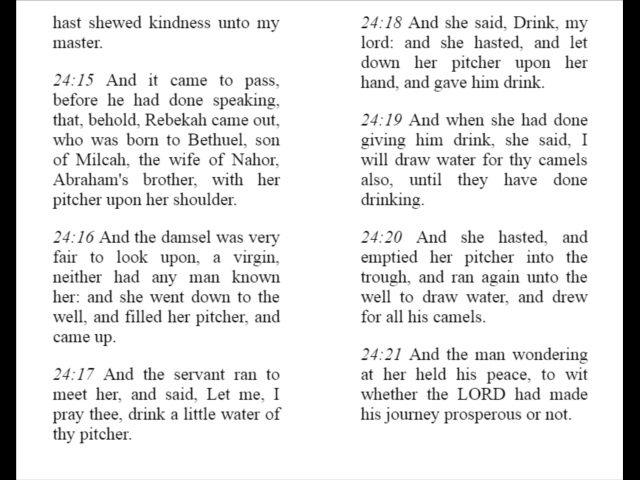 hast shewed kindness unto my
master.
24:15 And it came to pass,
before he had done speaking,
that, behold, Rebekah came out,
who was born to Bethuel, son
of Milcah, the wife of Nahor,
Abraham's brother, with her
pitcher upon her shoulder.
24:16 And the damsel was very
fair to look upon, a virgin,
neither had any man known
her: and she went down to the
well, and filled her pitcher, and
came up.
24:17 And the servant ran to
meet her, and said, Let me, I
pray thee, drink a little water of
thy pitcher.
24:18 And she said, Drink, my
lord: and she hasted, and let
down her pitcher upon her
hand, and gave him drink.
24:19 And when she had done
giving him drink, she said, I
will draw water for thy camels
also, until they have done
drinking.
24:20 And she hasted, and
emptied her pitcher into the
trough, and ran again unto the
well to draw water, and drew
for all his camels.
24:21 And the man wondering
at her held his peace, to wit
whether the LORD had made
his journey prosperous or not.